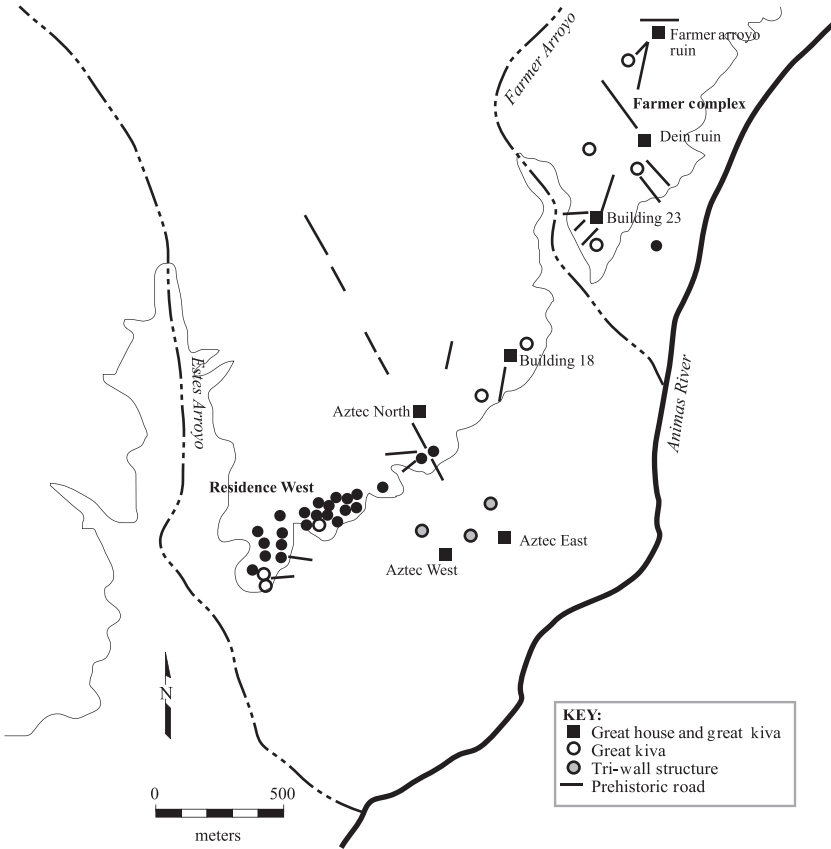 Farmer Arroyo
Farmer arroyo
ruin
Farmer complex
Dein ruin
Building 23
Estes Arroyo
Building 18
Animas River
Aztec North
Residence West
Aztec East
Aztec West
N
KEY:
Great house and great kiva
Great kiva
Tri-wall structure
Prehistoric road
0 500
meters